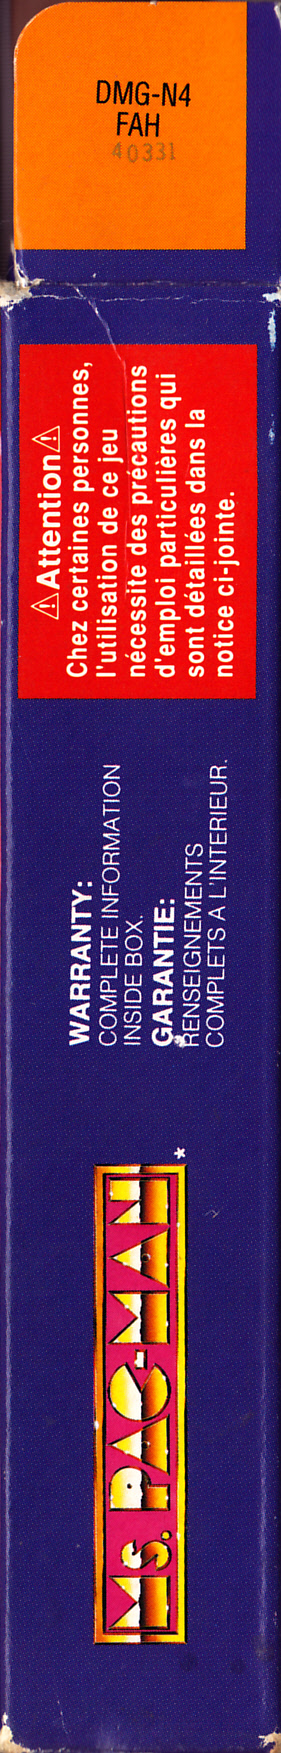 DMG-N4
FAH
40331
⚠Attention⚠
Chez certaines personnes,
l'utilisation de ce jeu
nécessite des précautions
d'emploi particulières qui
sont détaillées dans la
notice ci-jointe.
WARRANTY:
COMPLETE INFORMATION
INSIDE BOX.
GARANTIE:
RENSEIGNEMENTS
COMPLETS A L'INTERIEUR.
MS. PAC-MAN*